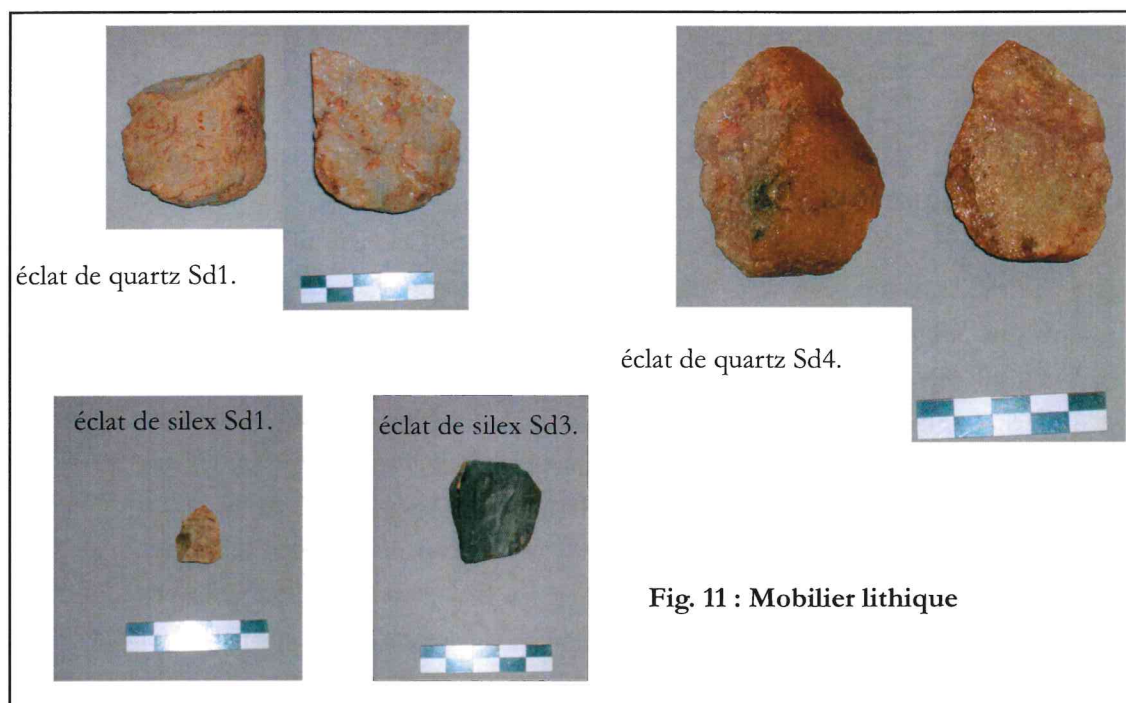 éclat de quartz Sd1.
éclat de quartz Sd4.
éclat de silex Sd1.
éclat de silex Sd3.
Fig. 11 : Mobilier lithique